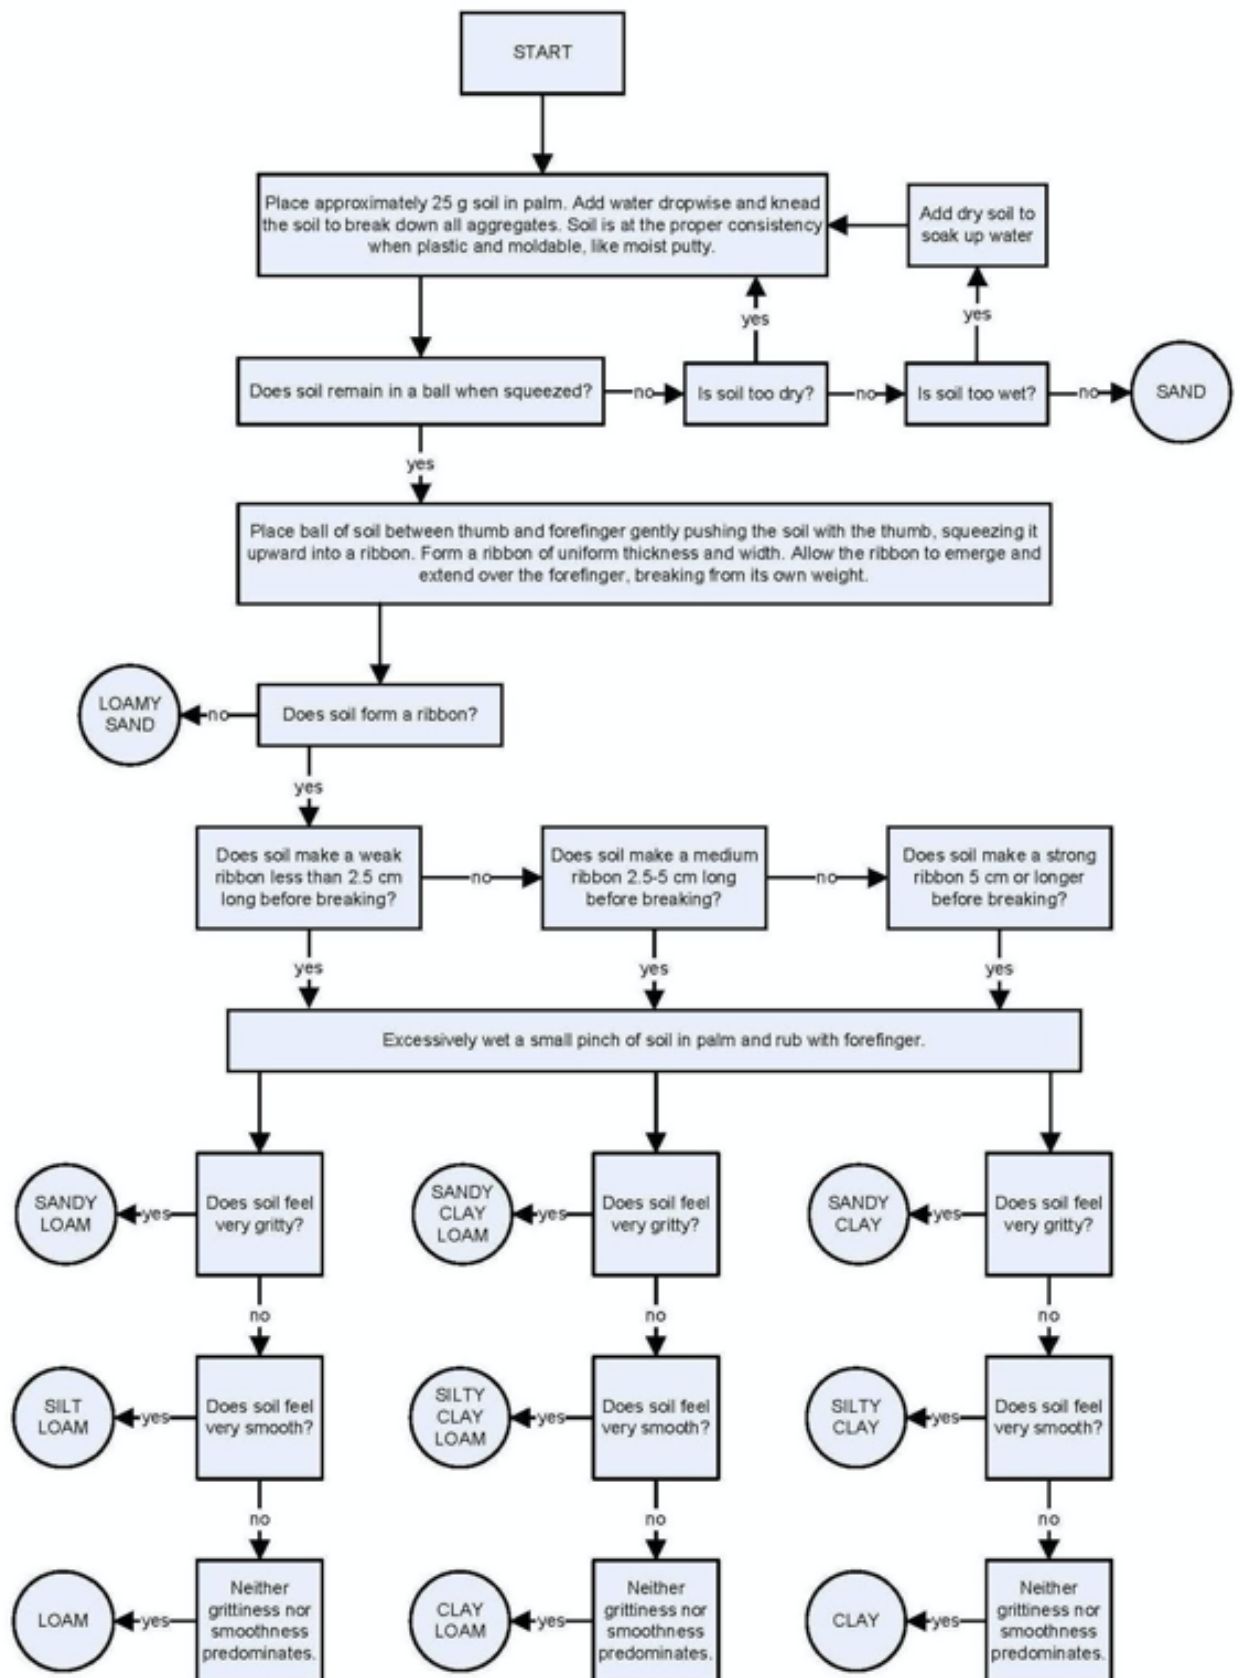 START
Place approximately 25 g soil in palm. Add water dropwise and knead
the soil to break down all aggregates. Soil is at the proper consistency
when plastic and moldable, like moist putty.
Add dry soil to
soak up water
yes
yes
Does soil remain in a ball when squeezed?
no
Is soil too dry?
no
Is soil too wet?
no
SAND
yes
Place ball of soil between thumb and forefinger gently pushing the soil with the thumb, squeezing it
upward into a ribbon. Form a ribbon of uniform thickness and width. Allow the ribbon to emerge and
extend over the forefinger, breaking from its own weight.
LOAMY
SAND
no
Does soil form a ribbon?
yes
Does soil make a weak
ribbon less than 2.5 cm
long before breaking?
no
Does soil make a medium
ribbon 2.5-5 cm long
before breaking?
no
Does soil make a strong
ribbon 5 cm or longer
before breaking?
yes
yes
yes
Excessively wet a small pinch of soil in palm and rub with forefinger.
SANDY
LOAM
yes
Does soil feel
very gritty?
SANDY
CLAY
LOAM
yes
Does soil feel
very gritty?
SANDY
CLAY
yes
Does soil feel
very gritty?
no
no
no
SILT
LOAM
yes
Does soil feel
very smooth?
SILTY
CLAY
LOAM
yes
Does soil feel
very smooth?
SILTY
CLAY
yes
Does soil feel
very smooth?
no
no
no
LOAM
yes
Neither
grittiness nor
smoothness
predominates.
CLAY
LOAM
yes
Neither
grittiness nor
smoothness
predominates.
CLAY
yes
Neither
grittiness nor
smoothness
predominates.